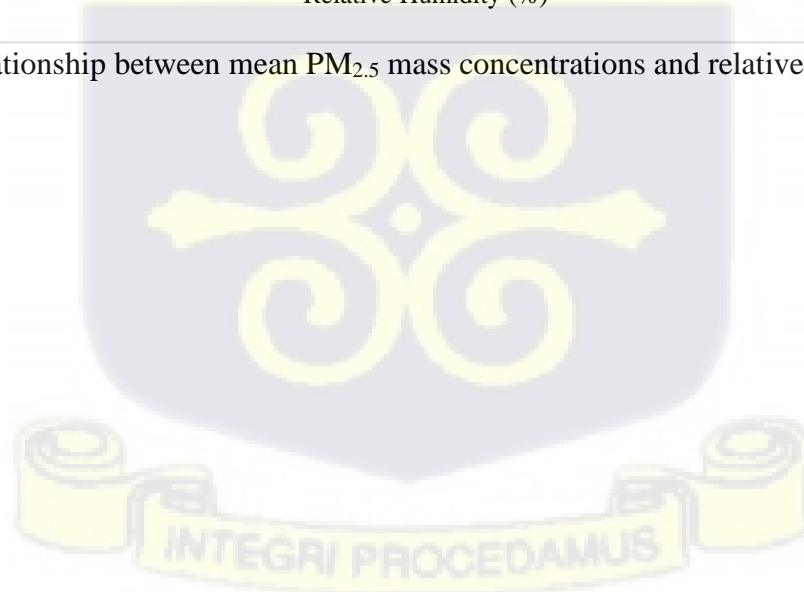 Relative Humidity (%)
ationship between mean PM2.5 mass concentrations and relative
INTEGRI PROCEDAMUS